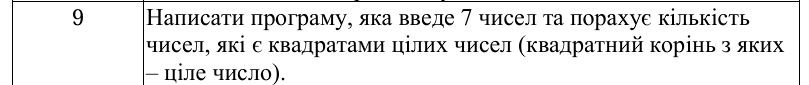 9
Написати програму, яка введе 7 чисел та порахує кількість
чисел, які є квадратами цілих чисел (квадратний корінь з яких
– ціле число).